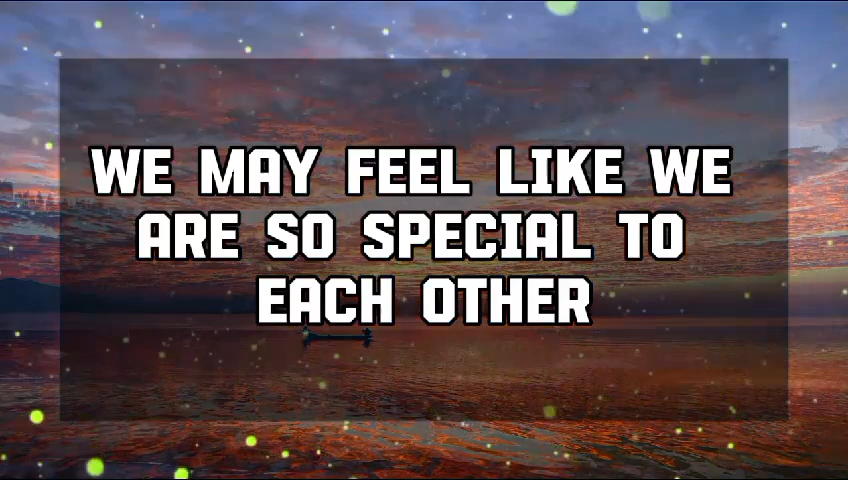 WE MAY FEEL LIKE WE
ARE SO SPECIAL TO
EACH OTHER